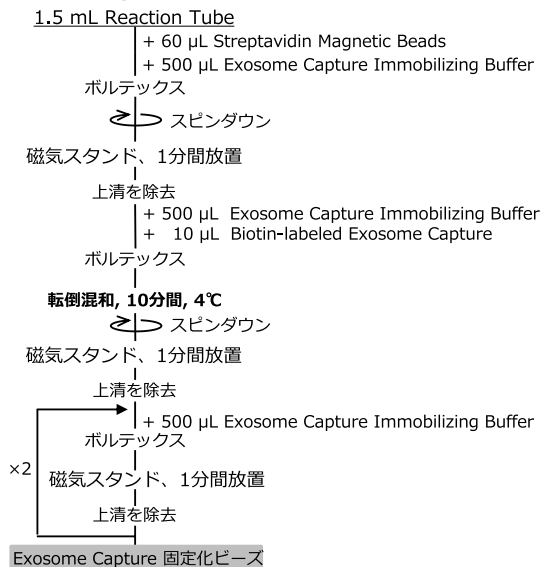 1.5 mL Reaction Tube
+ 60 µL Streptavidin Magnetic Beads
+ 500 µL Exosome Capture Immobilizing Buffer
ボルテックス
スピンダウン
磁気スタンド、1分間放置
上清を除去
+ 500 µL Exosome Capture Immobilizing Buffer
+ 10 µL Biotin-labeled Exosome Capture
ボルテックス
転倒混和, 10分間, 4℃
スピンダウン
磁気スタンド、1分間放置
上清を除去
+ 500 µL Exosome Capture Immobilizing Buffer
ボルテックス
×2
磁気スタンド、1分間放置
上清を除去
Exosome Capture 固定化ビーズ